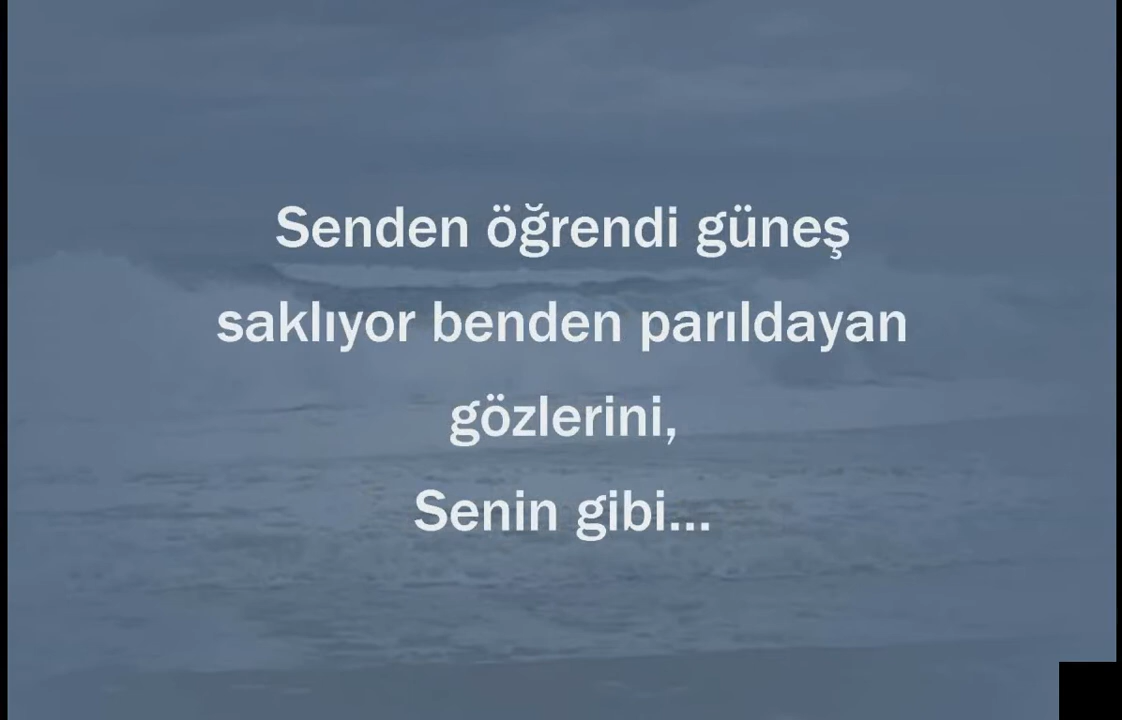 Senden öğrendi güneş
saklıyor benden parıldayan
gözlerini,
Senin gibi...